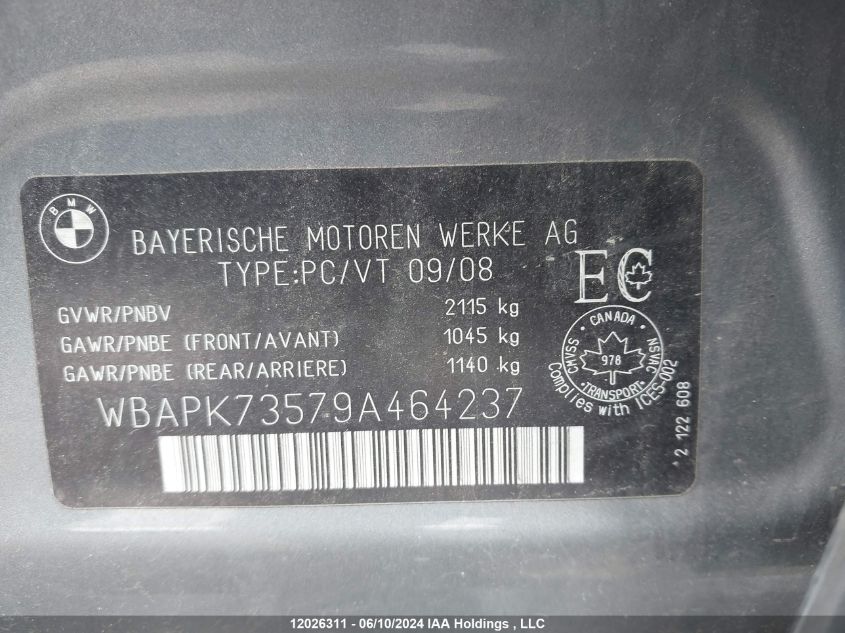 BMW
BAYERISCHE MOTOREN WERKE AG
TYPE:PC/VT 09/08
EC
GVWR/PNBV 2115 kg
GAWR/PNBE (FRONT/AVANT) 1045 kg
GAWR/PNBE (REAR/ARRIERE) 1140 kg
CANADA
CMVSS 978 NSVAC
TRANSPORT
Complies with ICES-002
WBAPK73579A464237
2 122 608
12026311 - 06/10/2024 IAA Holdings , LLC